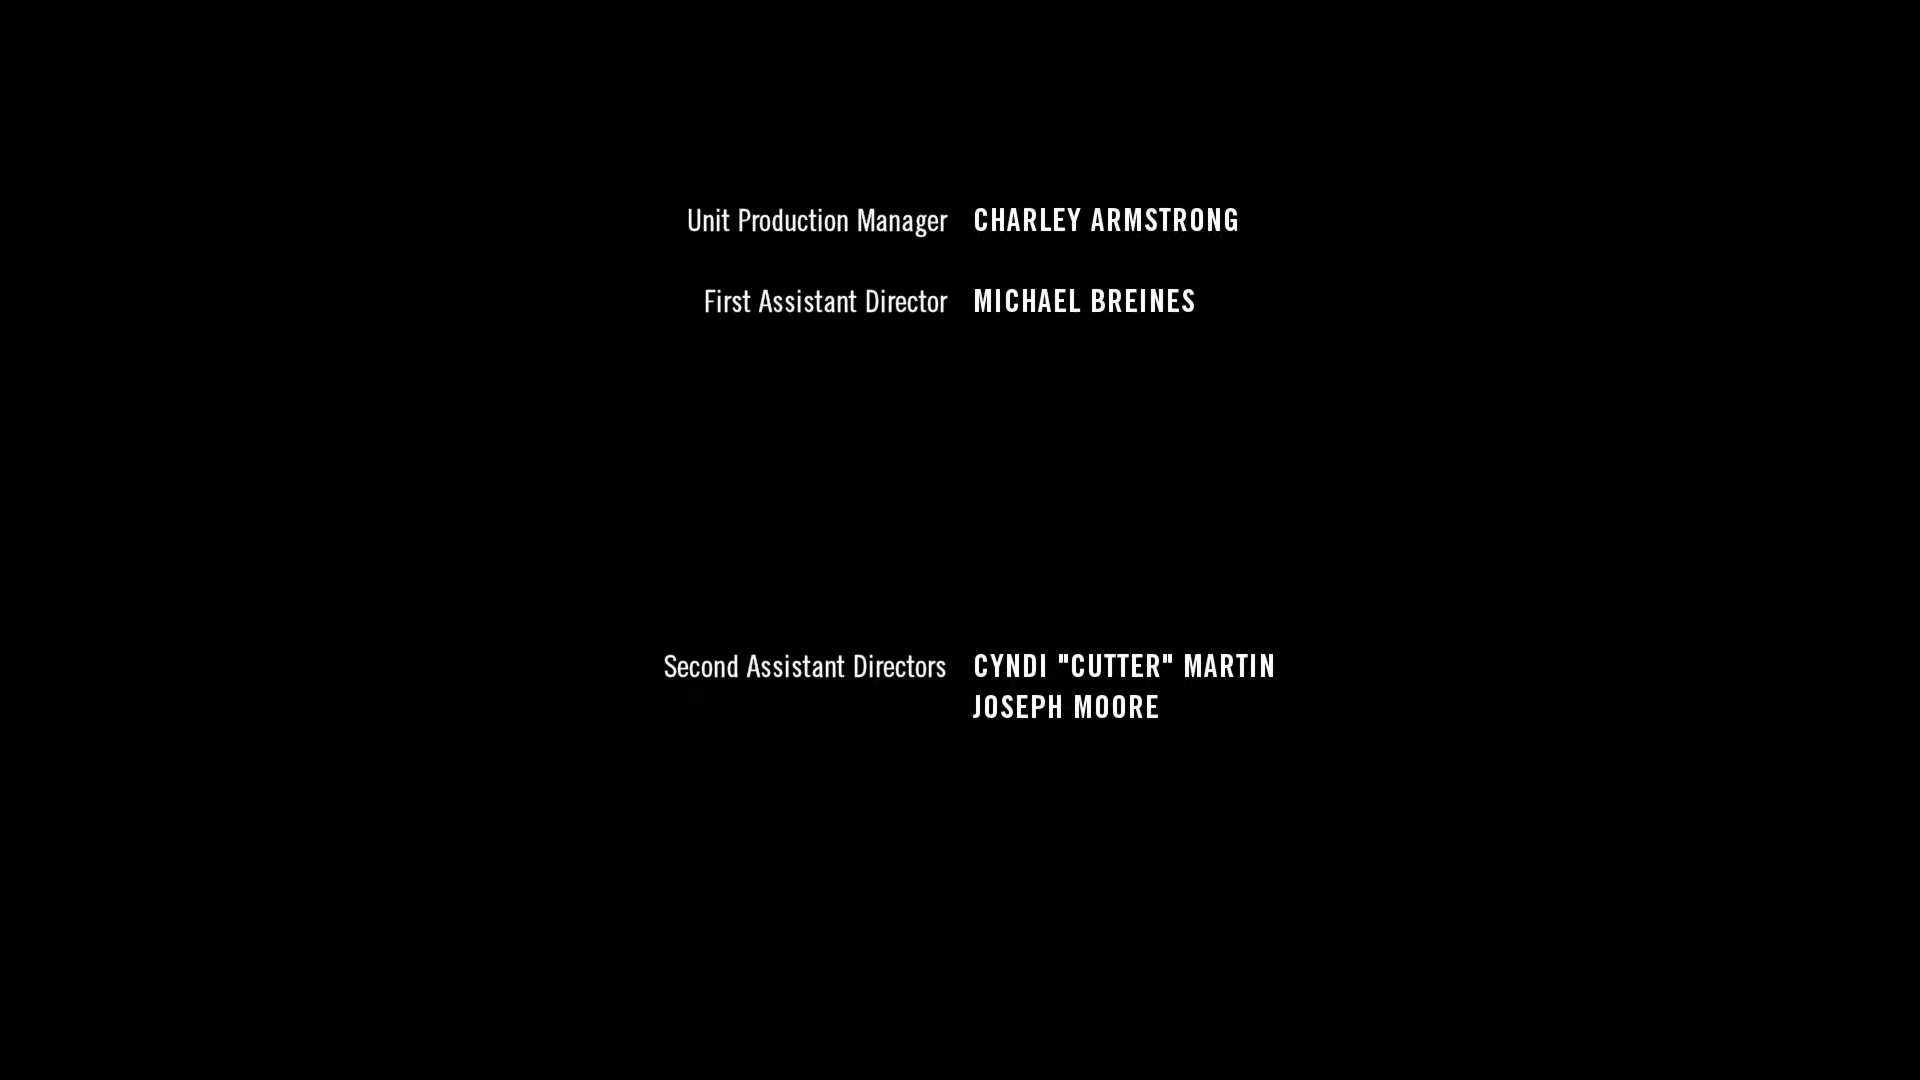 Unit Production Manager CHARLEY ARMSTRONG
First Assistant Director MICHAEL BREINES
Second Assistant Directors CYNDI "CUTTER" MARTIN
JOSEPH MOORE